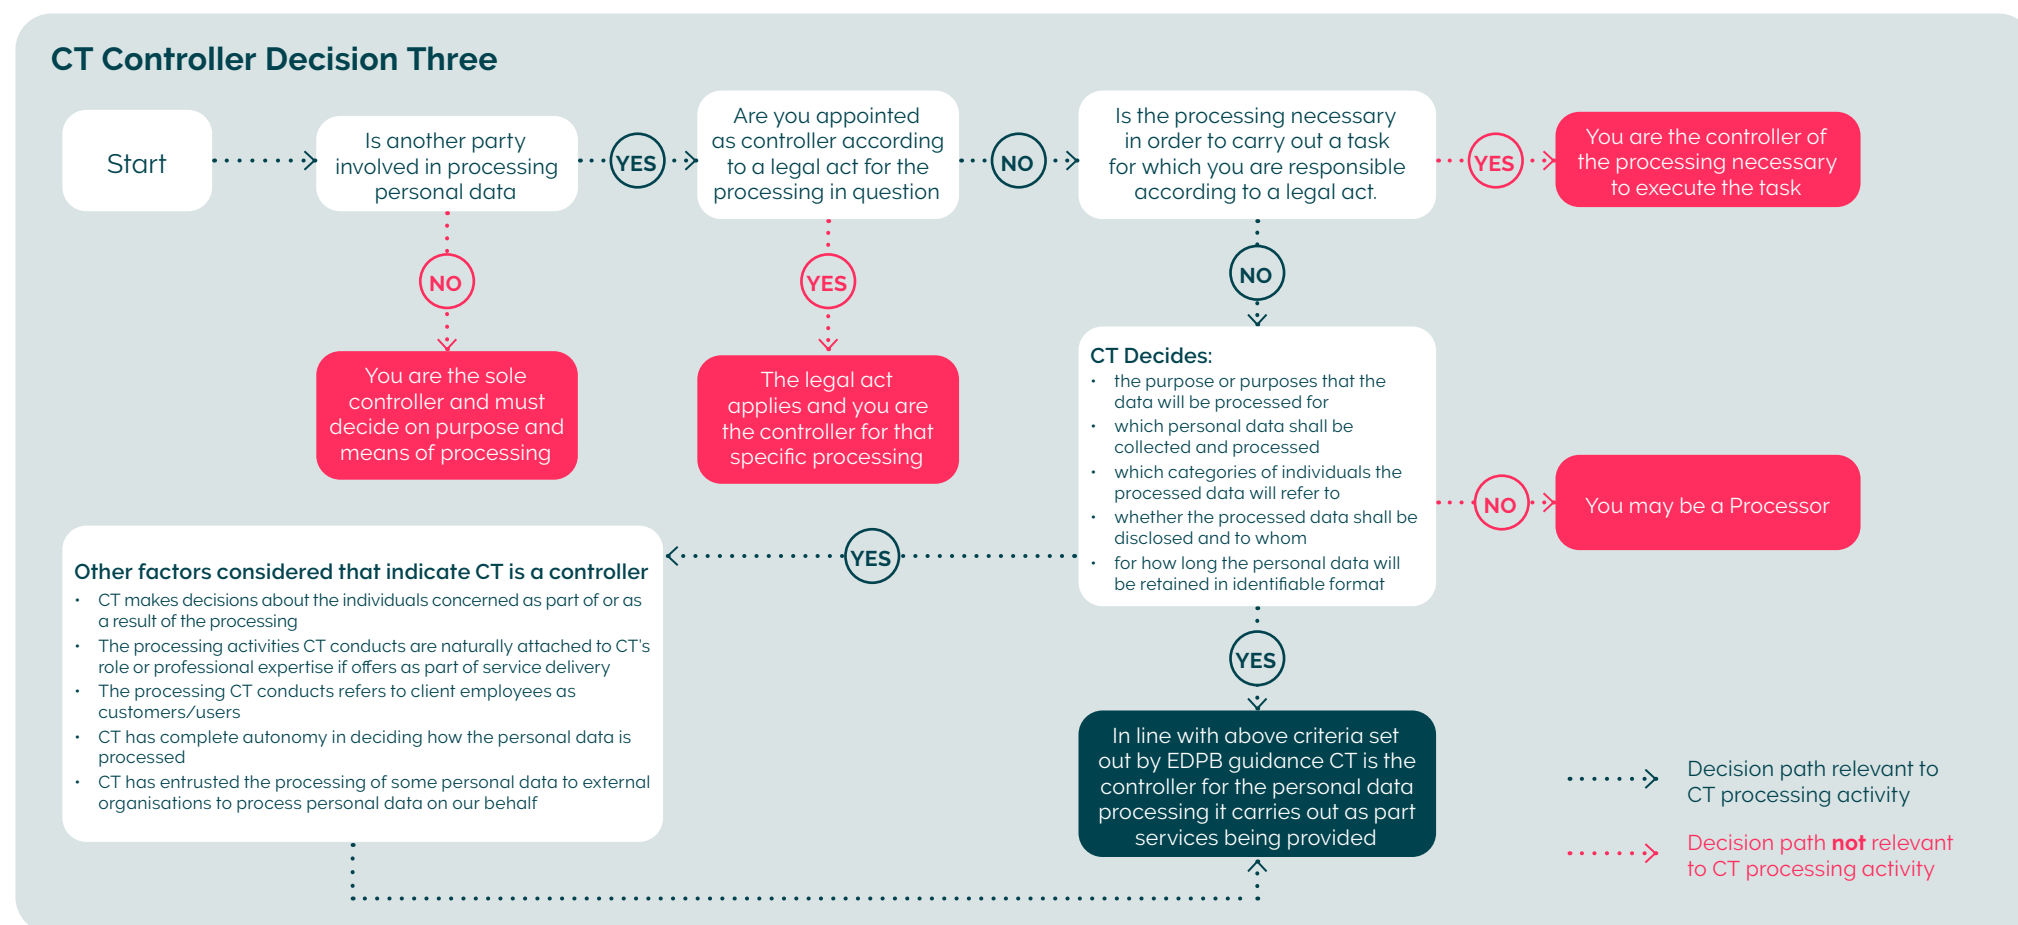 CT Controller Decision Three
Start
Is another party
involved in processing
personal data
YES
Are you appointed
as controller according
to a legal act for the
processing in question
NO
Is the processing necessary
in order to carry out a task
for which you are responsible
according to a legal act.
YES
You are the controller of
the processing necessary
to execute the task
NO
YES
NO
You are the sole
controller and must
decide on purpose and
means of processing
The legal act
applies and you are
the controller for that
specific processing
CT Decides:
• the purpose or purposes that the
data will be processed for
• which personal data shall be
collected and processed
• which categories of individuals the
processed data will refer to
• whether the processed data shall be
disclosed and to whom
• for how long the personal data will
be retained in identifiable format
NO
You may be a Processor
YES
Other factors considered that indicate CT is a controller
• CT makes decisions about the individuals concerned as part of or as
a result of the processing
• The processing activities CT conducts are naturally attached to CT's
role or professional expertise if offers as part of service delivery
• The processing CT conducts refers to client employees as
customers/users
• CT has complete autonomy in deciding how the personal data is
processed
• CT has entrusted the processing of some personal data to external
organisations to process personal data on our behalf
YES
In line with above criteria set
out by EDPB guidance CT is the
controller for the personal data
processing it carries out as part
services being provided
Decision path relevant to
CT processing activity
Decision path not relevant
to CT processing activity